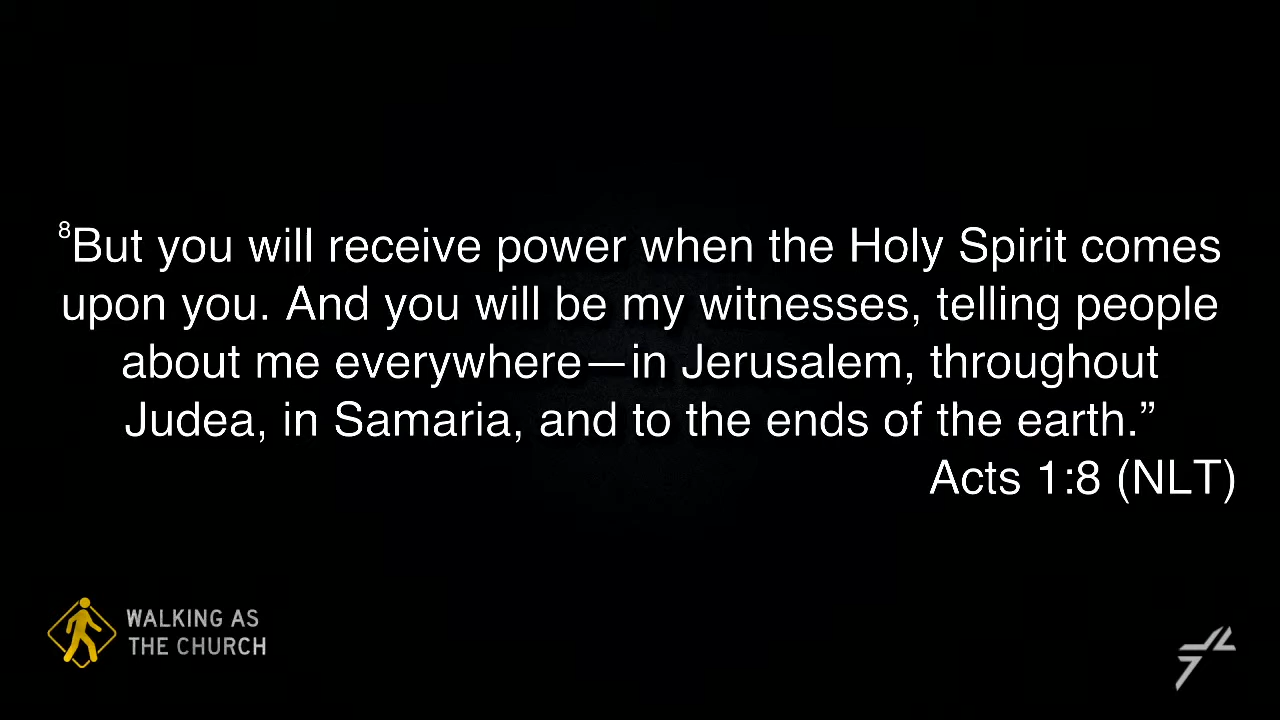 ⁸But you will receive power when the Holy Spirit comes
upon you. And you will be my witnesses, telling people
about me everywhere—in Jerusalem, throughout
Judea, in Samaria, and to the ends of the earth.”
Acts 1:8 (NLT)
WALKING AS
THE CHURCH